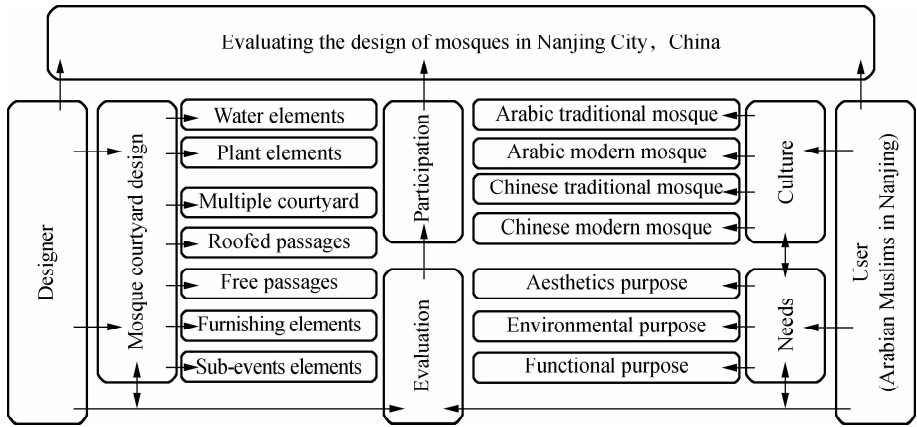 Evaluating the design of mosques in Nanjing City, China
Designer
Mosque courtyard design
Water elements
Plant elements
Multiple courtyard
Roofed passages
Free passages
Furnishing elements
Sub-events elements
Participation
Evaluation
Arabic traditional mosque
Arabic modern mosque
Chinese traditional mosque
Chinese modern mosque
Aesthetics purpose
Environmental purpose
Functional purpose
Culture
Needs
User
(Arabian Muslims in Nanjing)